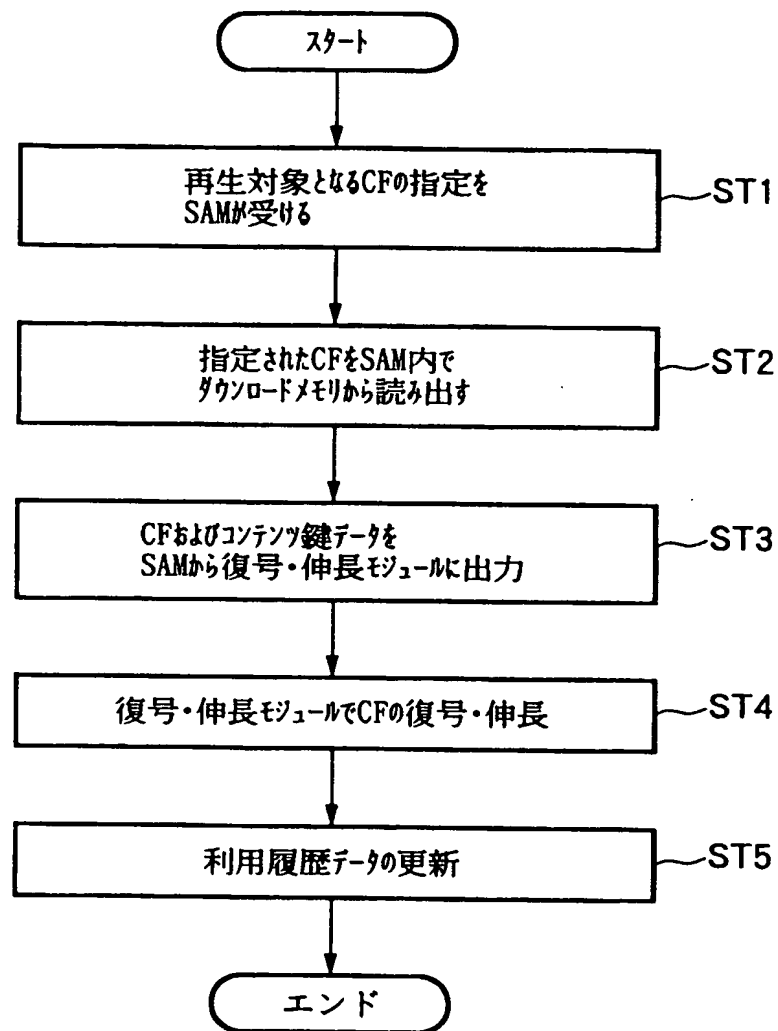 スタート
再生対象となるCFの指定を
SAMが受ける
ST1
指定されたCFをSAM内で
ダウンロードメモリから読み出す
ST2
CFおよびコンテンツ鍵データを
SAMから復号・伸長モジュールに出力
ST3
復号・伸長モジュールでCFの復号・伸長
ST4
利用履歴データの更新
ST5
エンド